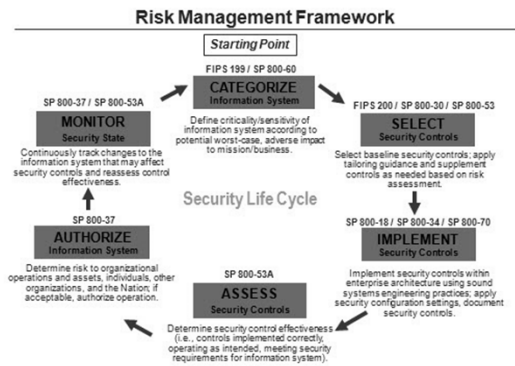 Risk Management Framework
Starting Point
FIPS 199 / SP 800-60
CATEGORIZE
Information System
Define criticality/sensitivity of
information system according to
potential worst-case, adverse impact
to mission/business.
FIPS 200 / SP 800-30 / SP 800-53
SELECT
Security Controls
Select baseline security controls; apply
tailoring guidance and supplement
controls as needed based on risk
assessment.
SP 800-18 / SP 800-34 / SP 800-70
IMPLEMENT
Security Controls
Implement security controls within
enterprise architecture using sound
systems engineering practices; apply
security configuration settings, document
security controls.
SP 800-53A
ASSESS
Security Controls
Determine security control effectiveness
(i.e., controls implemented correctly,
operating as intended, meeting security
requirements for information system).
SP 800-37
AUTHORIZE
Information System
Determine risk to organizational
operations and assets, individuals, other
organizations, and the Nation; if
acceptable, authorize operation.
SP 800-37 / SP 800-53A
MONITOR
Security State
Continuously track changes to the
information system that may affect
security controls and reassess control
effectiveness.
Security Life Cycle